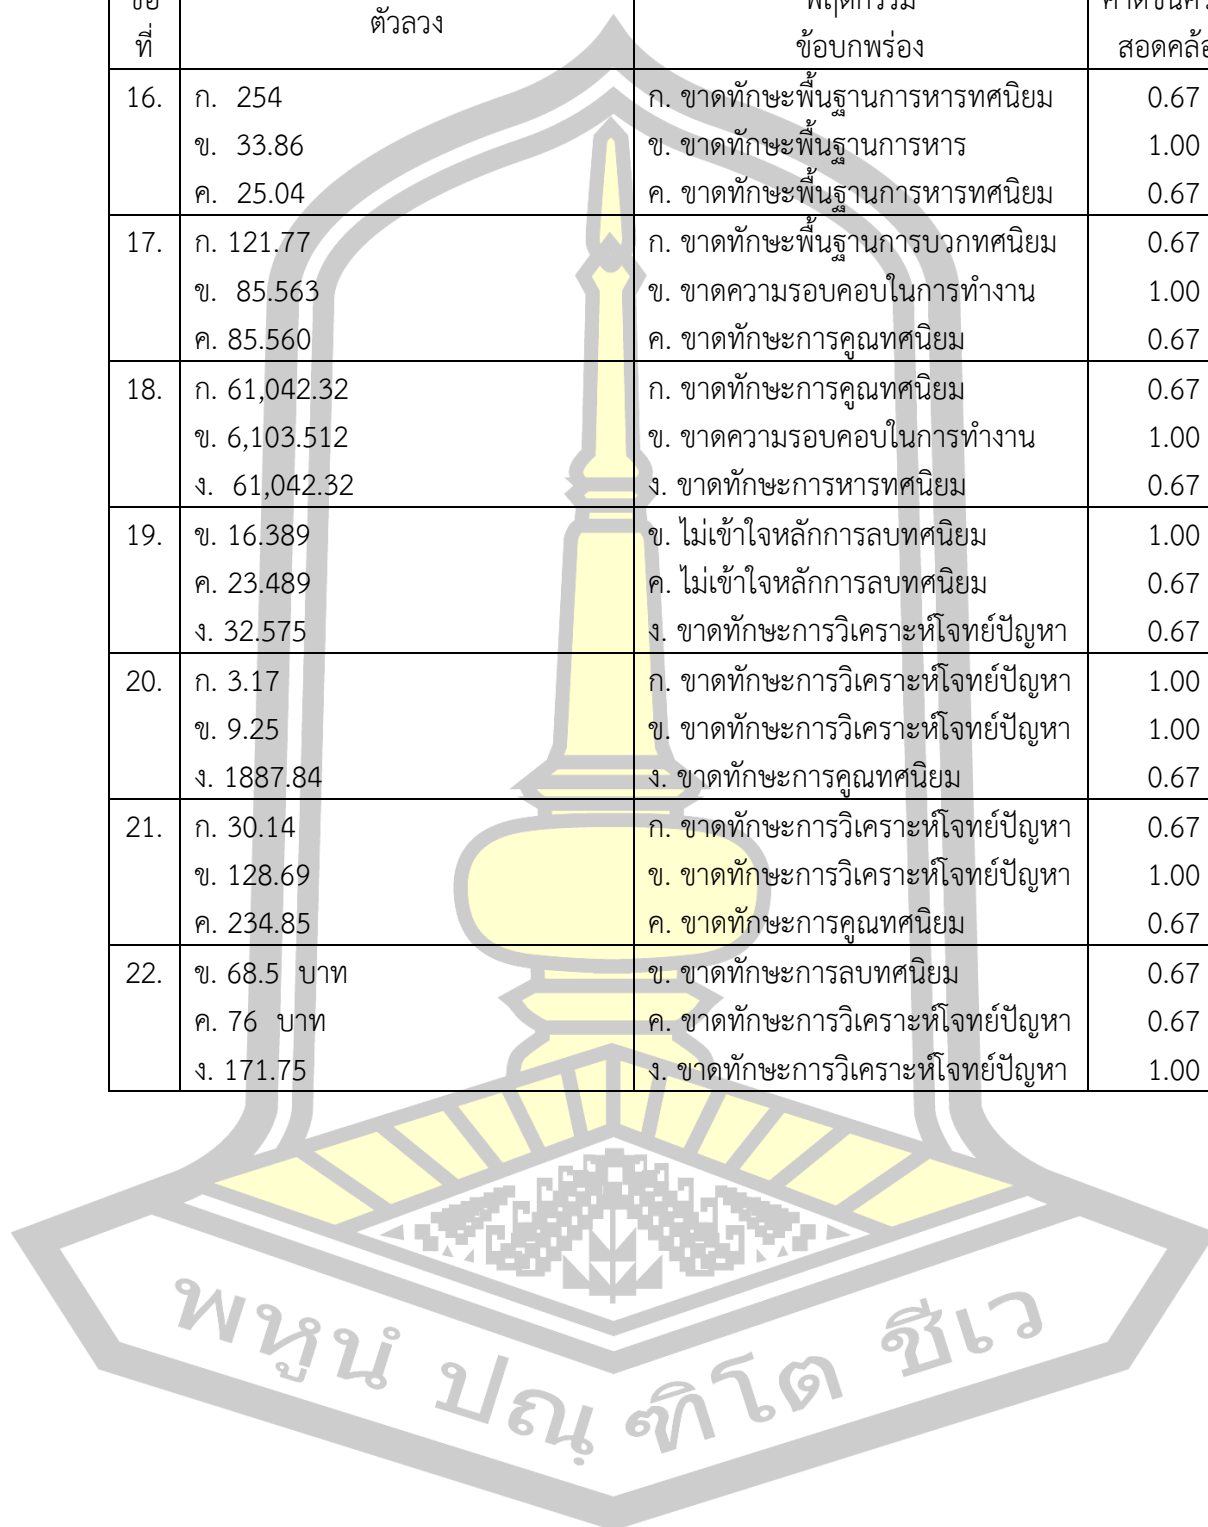 ที่ ตัวลวง ข้อบกพร่อง
16. ก. 254 ก. ขาดทักษะพื้นฐานการหารทศนิยม 0.67
ข. 33.86 ข. ขาดทักษะพื้นฐานการหาร 1.00
ค. 25.04 ค. ขาดทักษะพื้นฐานการหารทศนิยม 0.67
17. ก. 121.77 ก. ขาดทักษะพื้นฐานการบวกทศนิยม 0.67
ข. 85.563 ข. ขาดความรอบคอบในการทำงาน 1.00
ค. 85.560 ค. ขาดทักษะการคูณทศนิยม 0.67
18. ก. 61,042.32 ก. ขาดทักษะการคูณทศนิยม 0.67
ข. 6,103.512 ข. ขาดความรอบคอบในการทำงาน 1.00
ง. 61,042.32 ง. ขาดทักษะการหารทศนิยม 0.67
19. ข. 16.389 ข. ไม่เข้าใจหลักการลบทศนิยม 1.00
ค. 23.489 ค. ไม่เข้าใจหลักการลบทศนิยม 0.67
ง. 32.575 ง. ขาดทักษะการวิเคราะห์โจทย์ปัญหา 0.67
20. ก. 3.17 ก. ขาดทักษะการวิเคราะห์โจทย์ปัญหา 1.00
ข. 9.25 ข. ขาดทักษะการวิเคราะห์โจทย์ปัญหา 1.00
ง. 1887.84 ง. ขาดทักษะการคูณทศนิยม 0.67
21. ก. 30.14 ก. ขาดทักษะการวิเคราะห์โจทย์ปัญหา 0.67
ข. 128.69 ข. ขาดทักษะการวิเคราะห์โจทย์ปัญหา 1.00
ค. 234.85 ค. ขาดทักษะการคูณทศนิยม 0.67
22. ข. 68.5 บาท ข. ขาดทักษะการลบทศนิยม 0.67
ค. 76 บาท ค. ขาดทักษะการวิเคราะห์โจทย์ปัญหา 0.67
ง. 171.75 ง. ขาดทักษะการวิเคราะห์โจทย์ปัญหา 1.00
พหูนํ ปณฺฑิโต ชีเว